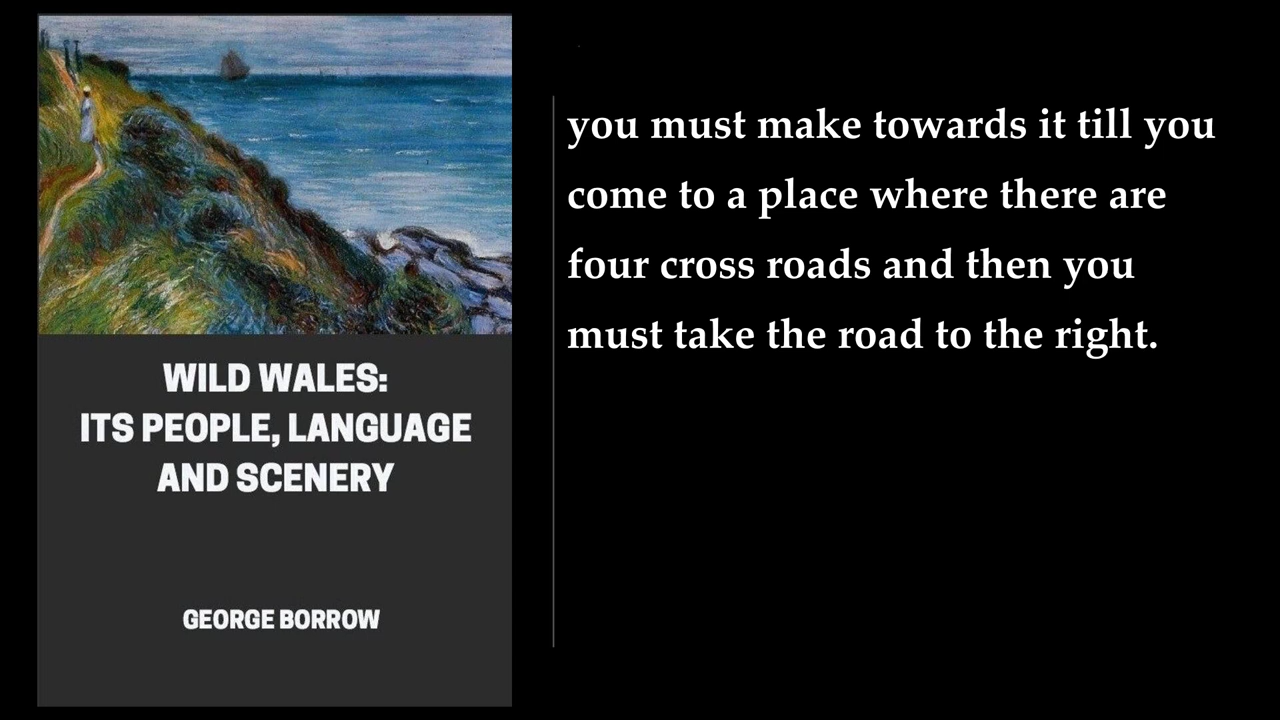 WILD WALES:
ITS PEOPLE, LANGUAGE
AND SCENERY
GEORGE BORROW
you must make towards it till you
come to a place where there are
four cross roads and then you
must take the road to the right.